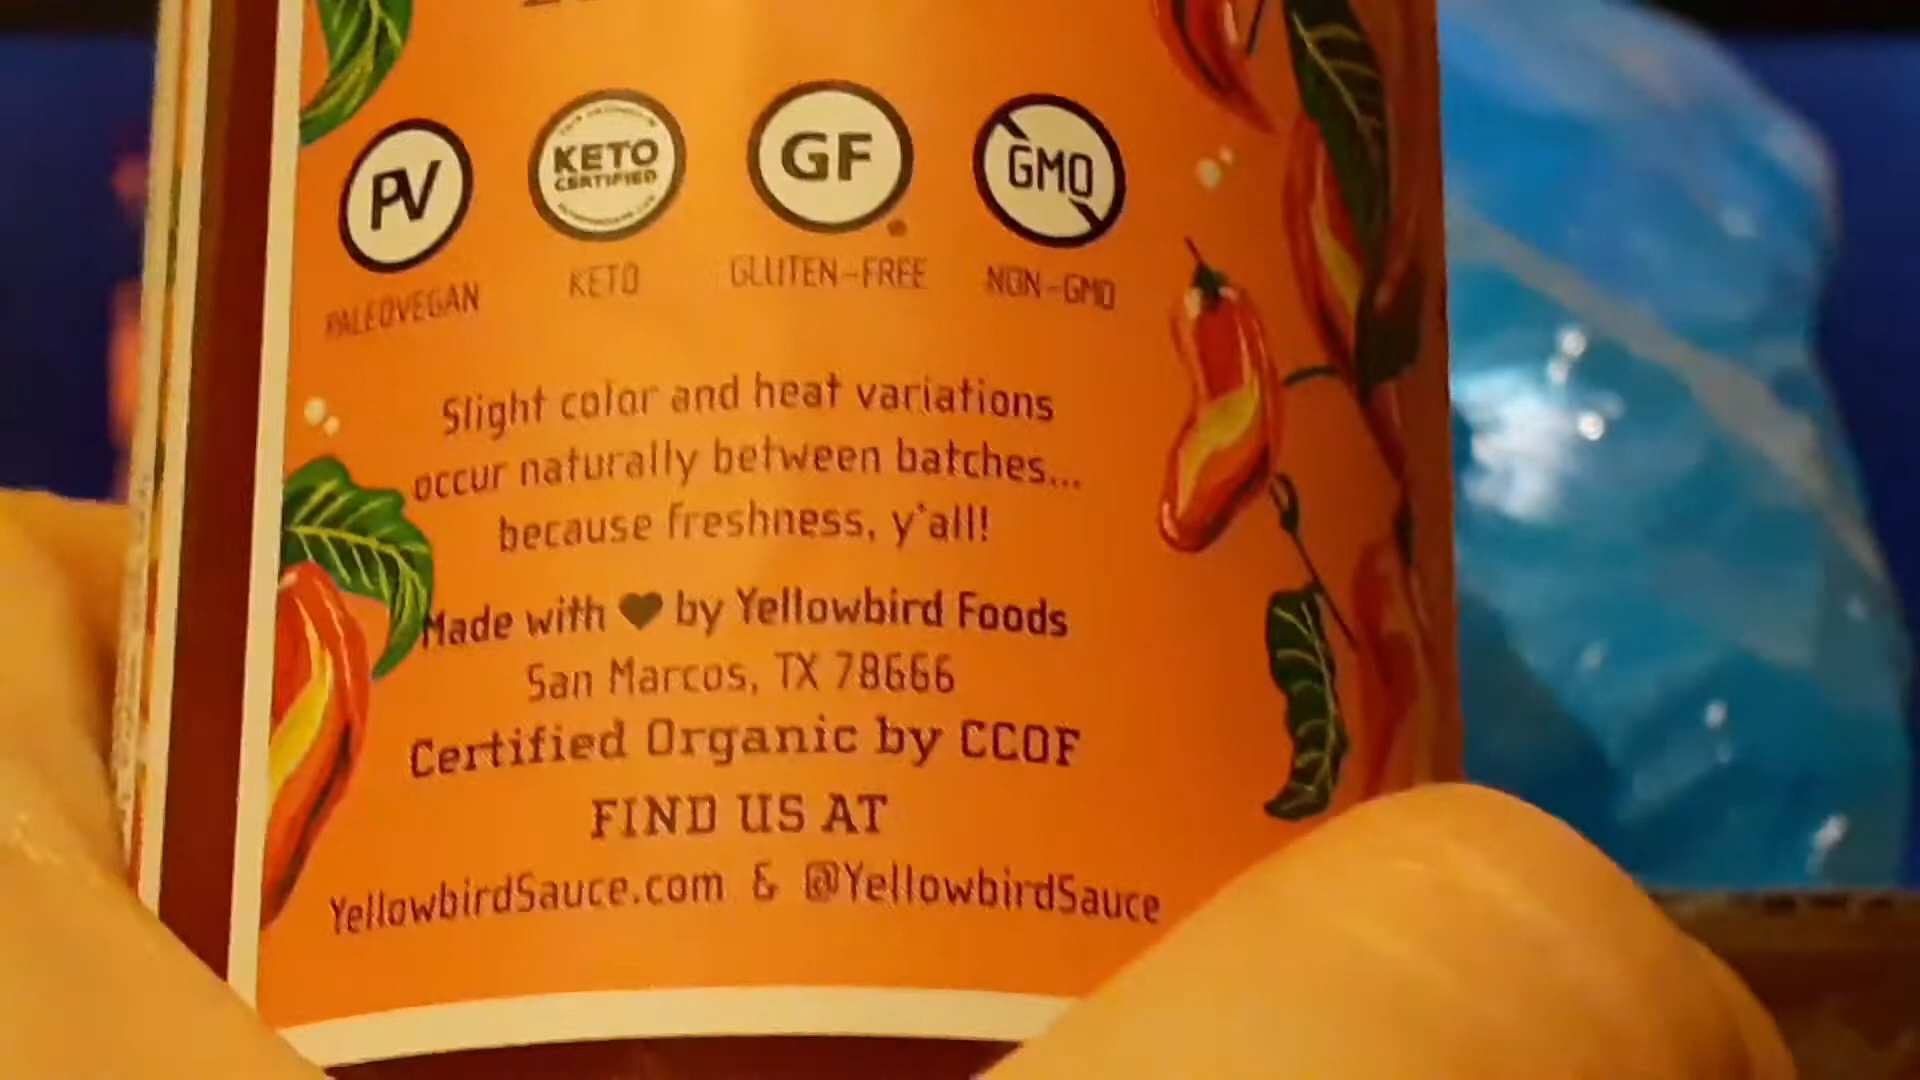 PV
KETO
CERTIFIED
GF
GMO
PALEOVEGAN
KETO
GLUTEN-FREE
NON-GMO
Slight color and heat variations
occur naturally between batches...
because freshness, y'all!
Made with ♥ by Yellowbird Foods
San Marcos, TX 78666
Certified Organic by CCOF
FIND US AT
YellowbirdSauce.com & @YellowbirdSauce